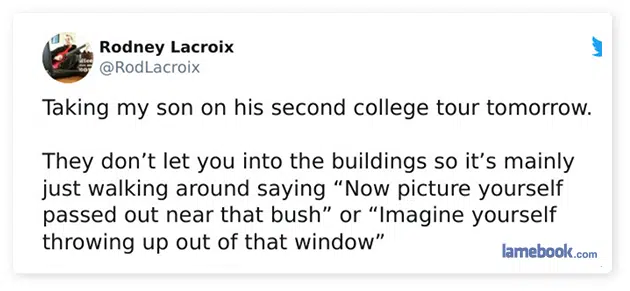 Rodney Lacroix
@RodLacroix
Taking my son on his second college tour tomorrow.
They don’t let you into the buildings so it’s mainly
just walking around saying “Now picture yourself
passed out near that bush” or “Imagine yourself
throwing up out of that window”
lamebook.com